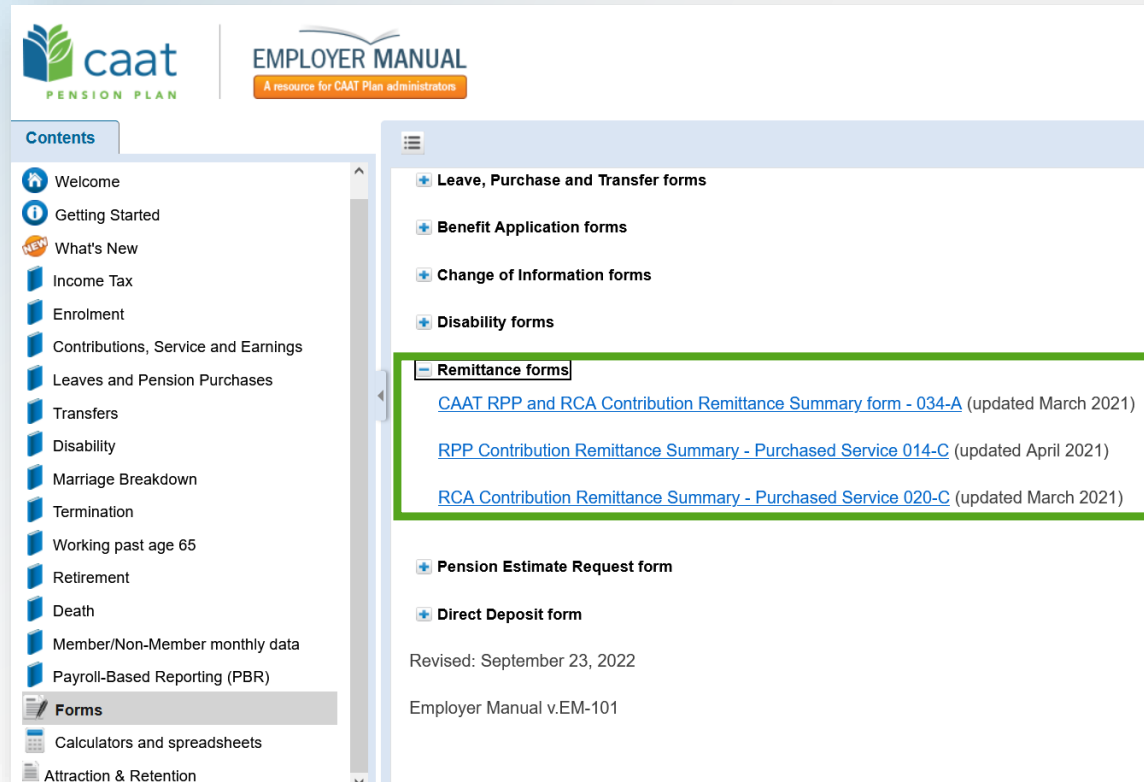 caat
PENSION PLAN
EMPLOYER MANUAL
A resource for CAAT Plan administrators
Contents
Welcome
Getting Started
NEW
What's New
Income Tax
Enrolment
Contributions, Service and Earnings
Leaves and Pension Purchases
Transfers
Disability
Marriage Breakdown
Termination
Working past age 65
Retirement
Death
Member/Non-Member monthly data
Payroll-Based Reporting (PBR)
Forms
Calculators and spreadsheets
Attraction & Retention
Leave, Purchase and Transfer forms
Benefit Application forms
Change of Information forms
Disability forms
Remittance forms
CAAT RPP and RCA Contribution Remittance Summary form - 034-A (updated March 2021)
RPP Contribution Remittance Summary - Purchased Service 014-C (updated April 2021)
RCA Contribution Remittance Summary - Purchased Service 020-C (updated March 2021)
Pension Estimate Request form
Direct Deposit form
Revised: September 23, 2022
Employer Manual v.EM-101